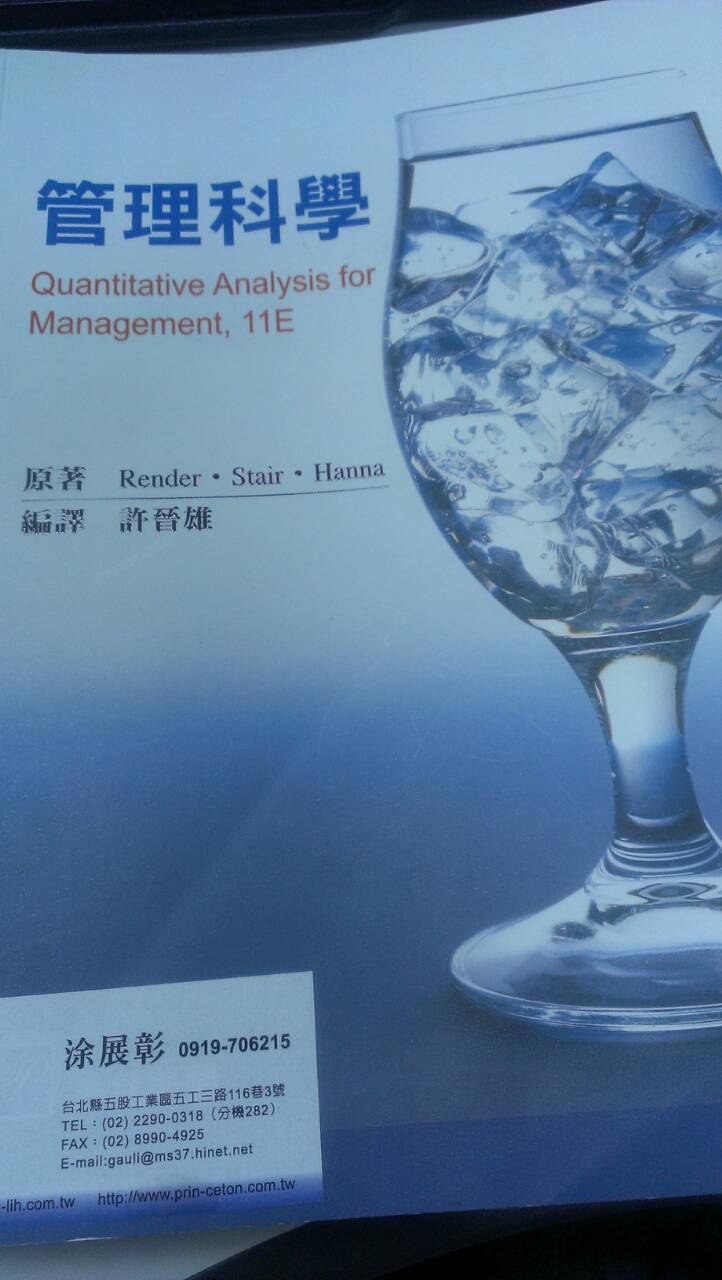 管理科學
Quantitative Analysis for
Management, 11E
原著 Render・Stair・Hanna
編譯 許晉雄
涂展彰 0919-706215
台北縣五股工業區五工三路116巷3號
TEL：(02) 2290-0318（分機282）
FAX：(02) 8990-4925
E-mail:gauli@ms37.hinet.net
-lih.com.tw http://www.prin-ceton.com.tw